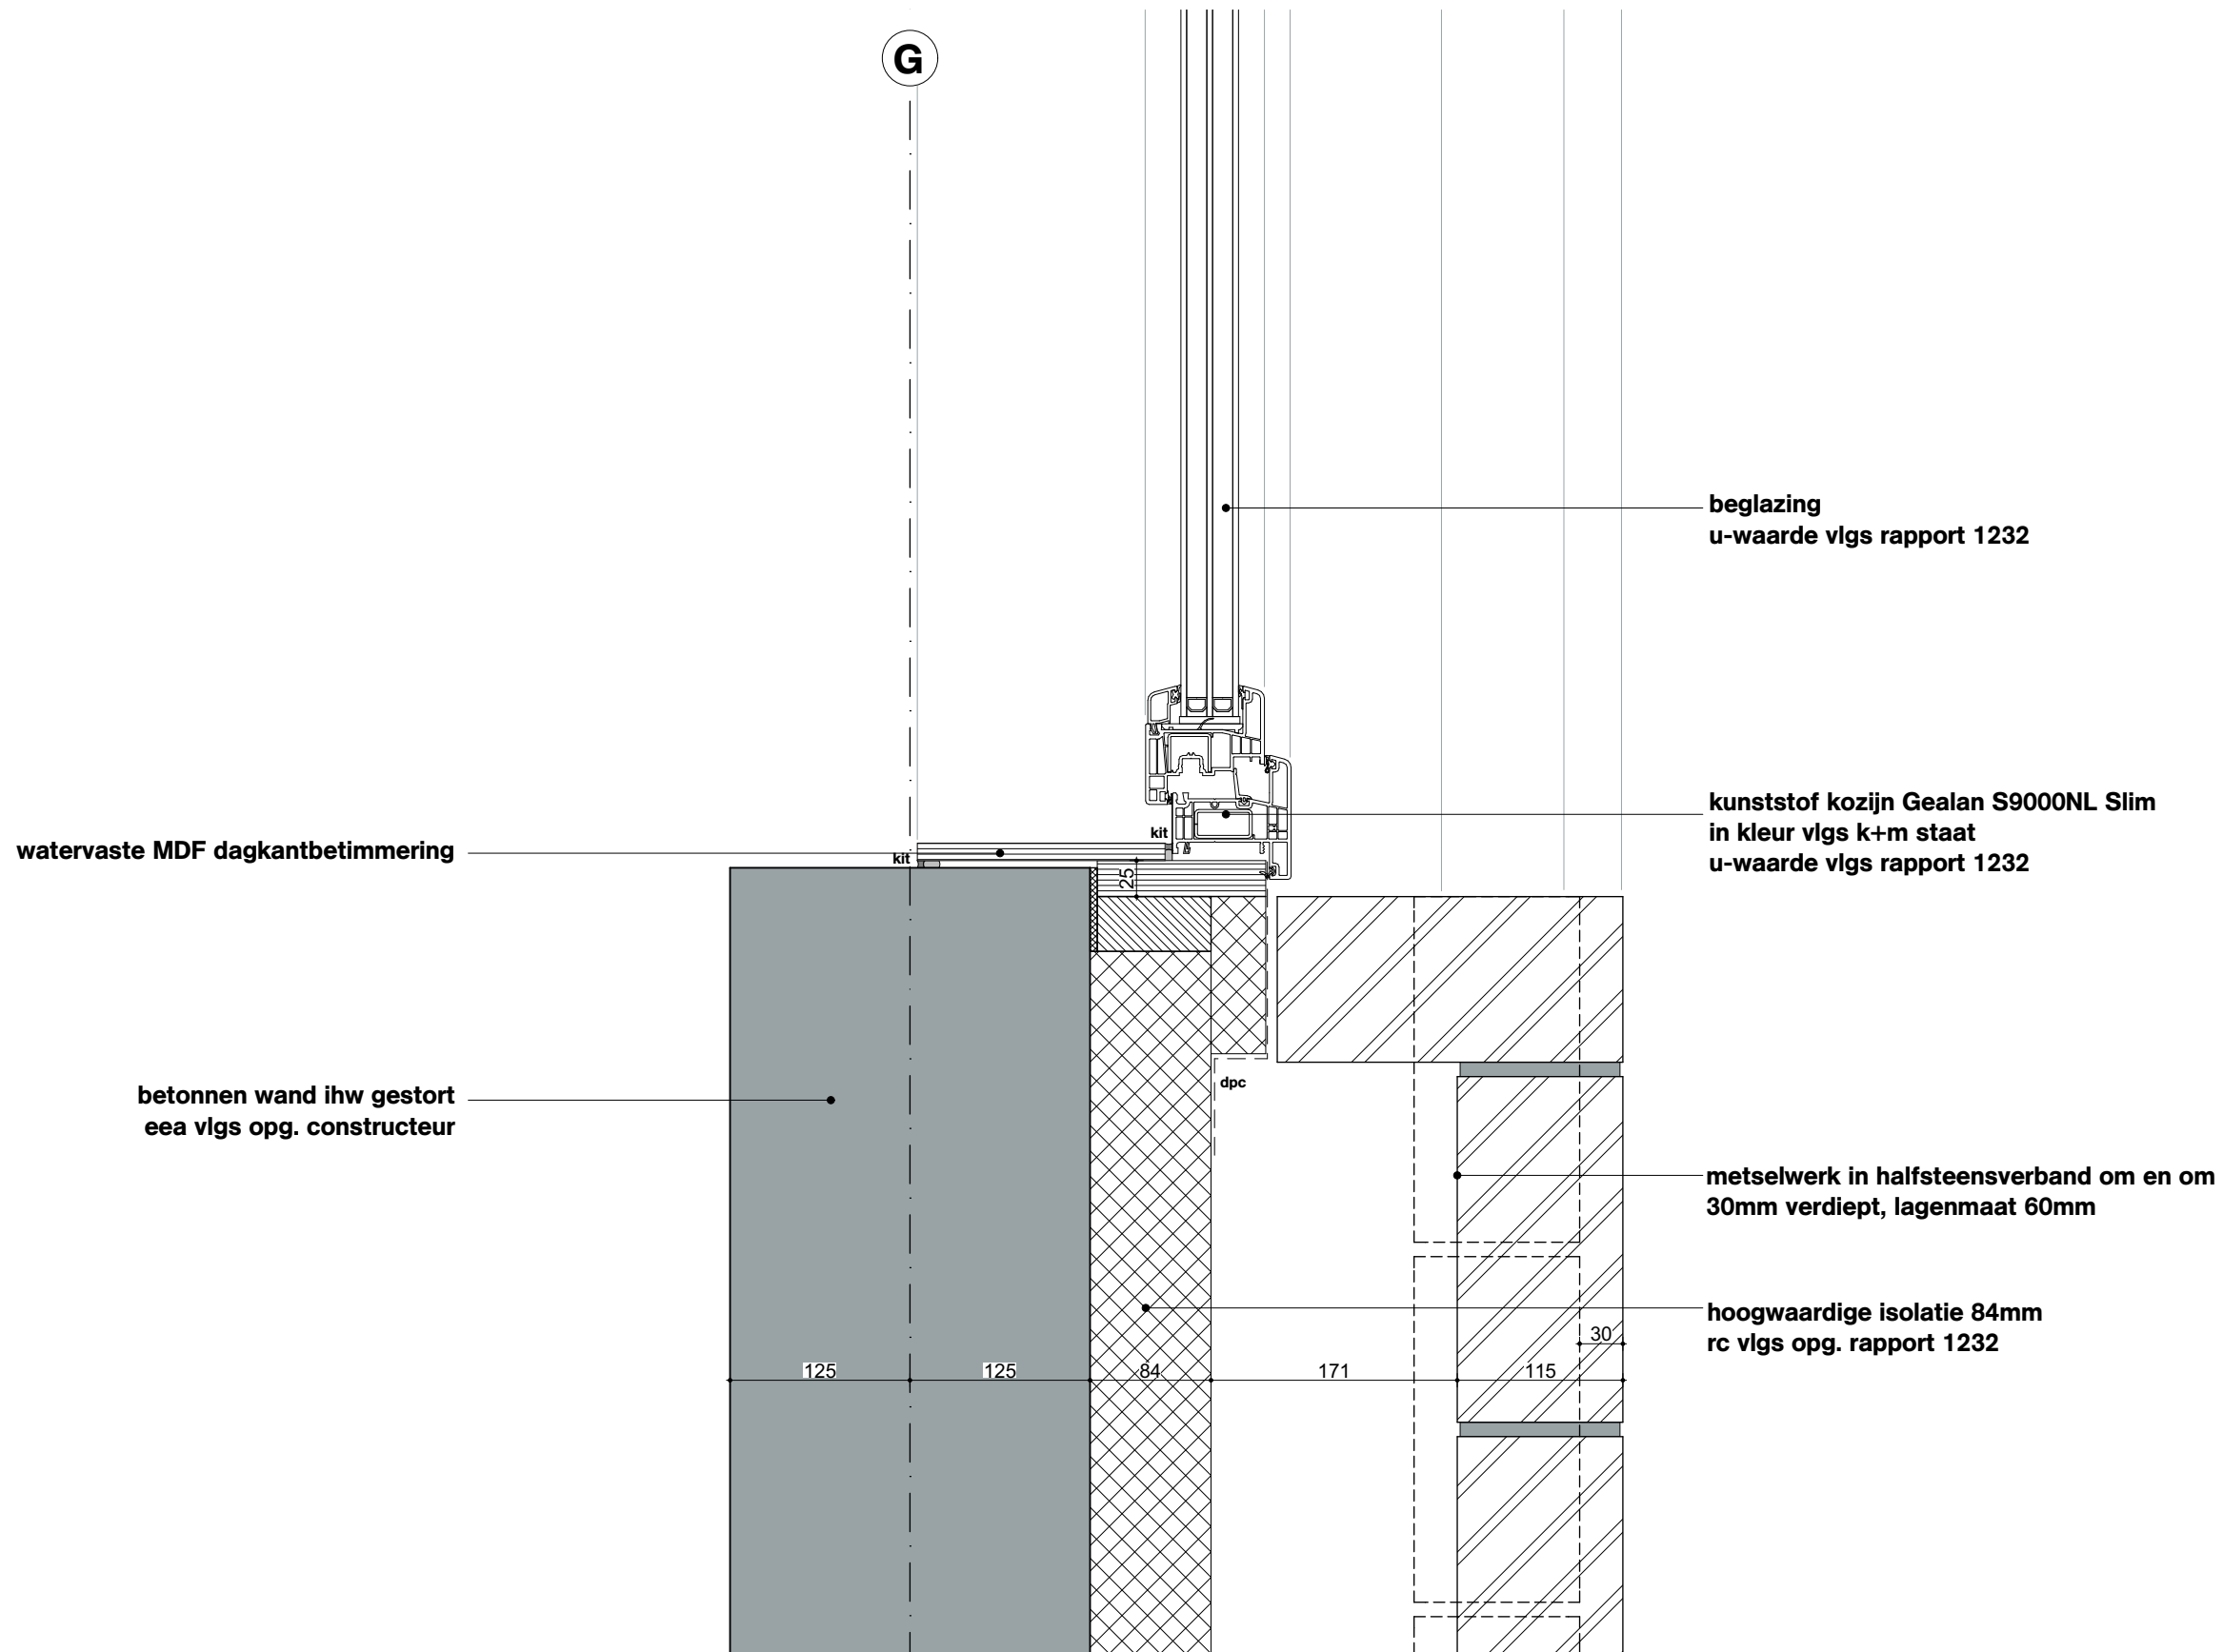 G
beglazing
u-waarde vlgs rapport 1232
kunststof kozijn Gealan S9000NL Slim
in kleur vlgs k+m staat
u-waarde vlgs rapport 1232
kit
watervaste MDF dagkantbetimmering
kit
25
dpc
betonnen wand ihw gestort
eea vlgs opg. constructeur
metselwerk in halfsteensverband om en om
30mm verdiept, lagenmaat 60mm
hoogwaardige isolatie 84mm
rc vlgs opg. rapport 1232
30
125 125 84 171 115